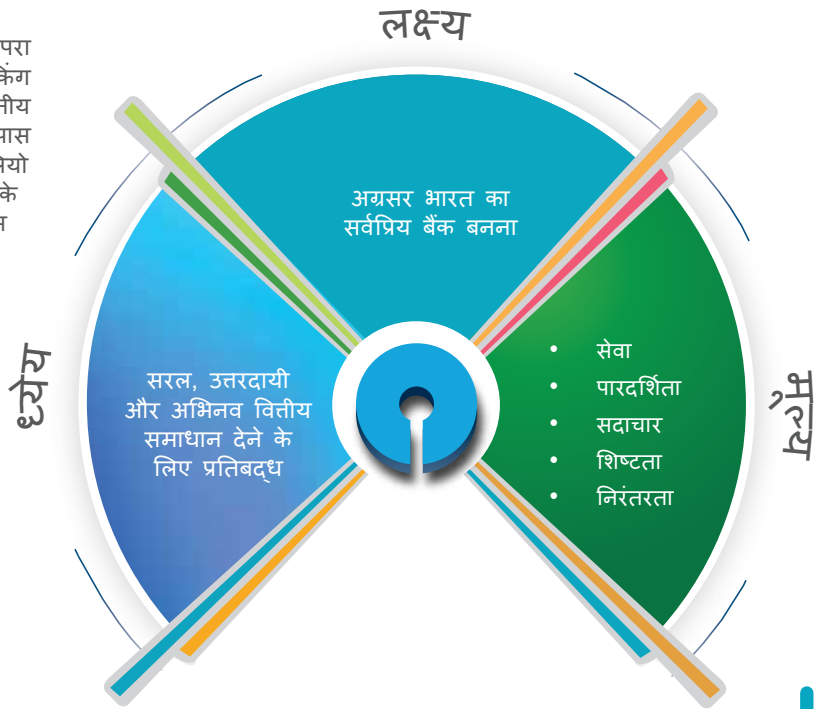 लक्ष्य
अग्रसर भारत का
सर्वप्रिय बैंक बनना
ध्येय
सरल, उत्तरदायी
और अभिनव वित्तीय
समाधान देने के
लिए प्रतिबद्ध
मूल्य
• सेवा
• पारदर्शिता
• सदाचार
• शिष्टता
• निरंतरता
के